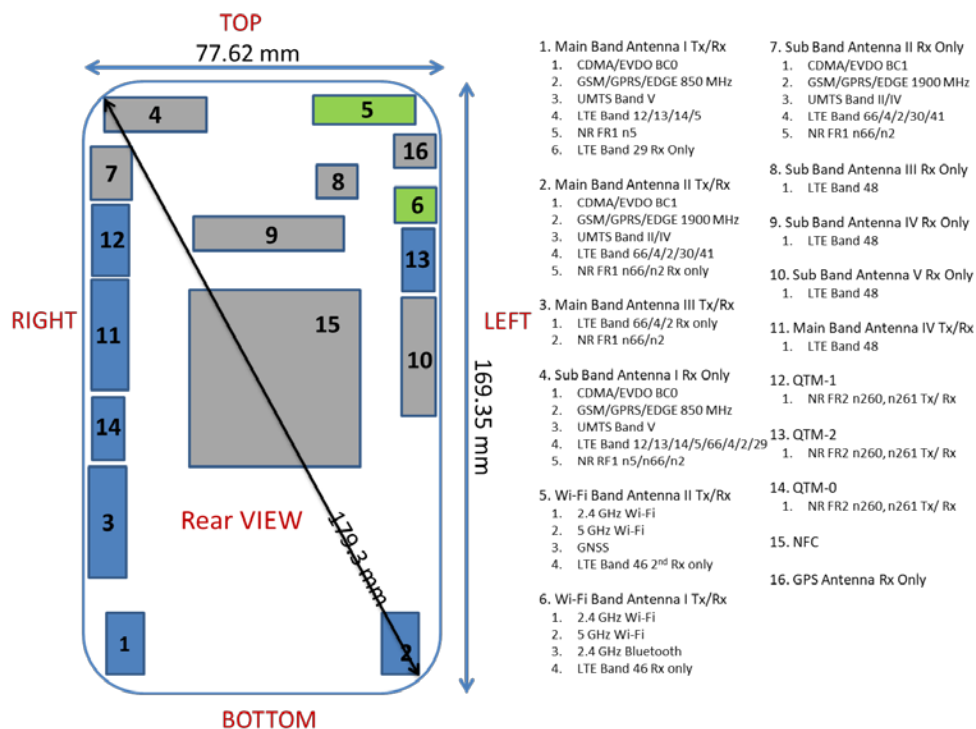 TOP
77.62 mm
4
5
16
7
8
6
12
9
13
RIGHT
11
15
LEFT
10
14
169.35 mm
3
Rear VIEW
179.3 mm
1
2
BOTTOM
1. Main Band Antenna I Tx/Rx
1. CDMA/EVDO BC0
2. GSM/GPRS/EDGE 850 MHz
3. UMTS Band V
4. LTE Band 12/13/14/5
5. NR FR1 n5
6. LTE Band 29 Rx Only
2. Main Band Antenna II Tx/Rx
1. CDMA/EVDO BC1
2. GSM/GPRS/EDGE 1900 MHz
3. UMTS Band II/IV
4. LTE Band 66/4/2/30/41
5. NR FR1 n66/n2 Rx only
3. Main Band Antenna III Tx/Rx
1. LTE Band 66/4/2 Rx only
2. NR FR1 n66/n2
4. Sub Band Antenna I Rx Only
1. CDMA/EVDO BC0
2. GSM/GPRS/EDGE 850 MHz
3. UMTS Band V
4. LTE Band 12/13/14/5/66/4/2/29
5. NR RF1 n5/n66/n2
5. Wi-Fi Band Antenna II Tx/Rx
1. 2.4 GHz Wi-Fi
2. 5 GHz Wi-Fi
3. GNSS
4. LTE Band 46 2nd Rx only
6. Wi-Fi Band Antenna I Tx/Rx
1. 2.4 GHz Wi-Fi
2. 5 GHz Wi-Fi
3. 2.4 GHz Bluetooth
4. LTE Band 46 Rx only
7. Sub Band Antenna II Rx Only
1. CDMA/EVDO BC1
2. GSM/GPRS/EDGE 1900 MHz
3. UMTS Band II/IV
4. LTE Band 66/4/2/30/41
5. NR FR1 n66/n2
8. Sub Band Antenna III Rx Only
1. LTE Band 48
9. Sub Band Antenna IV Rx Only
1. LTE Band 48
10. Sub Band Antenna V Rx Only
1. LTE Band 48
11. Main Band Antenna IV Tx/Rx
1. LTE Band 48
12. QTM-1
1. NR FR2 n260, n261 Tx/ Rx
13. QTM-2
1. NR FR2 n260, n261 Tx/ Rx
14. QTM-0
1. NR FR2 n260, n261 Tx/ Rx
15. NFC
16. GPS Antenna Rx Only